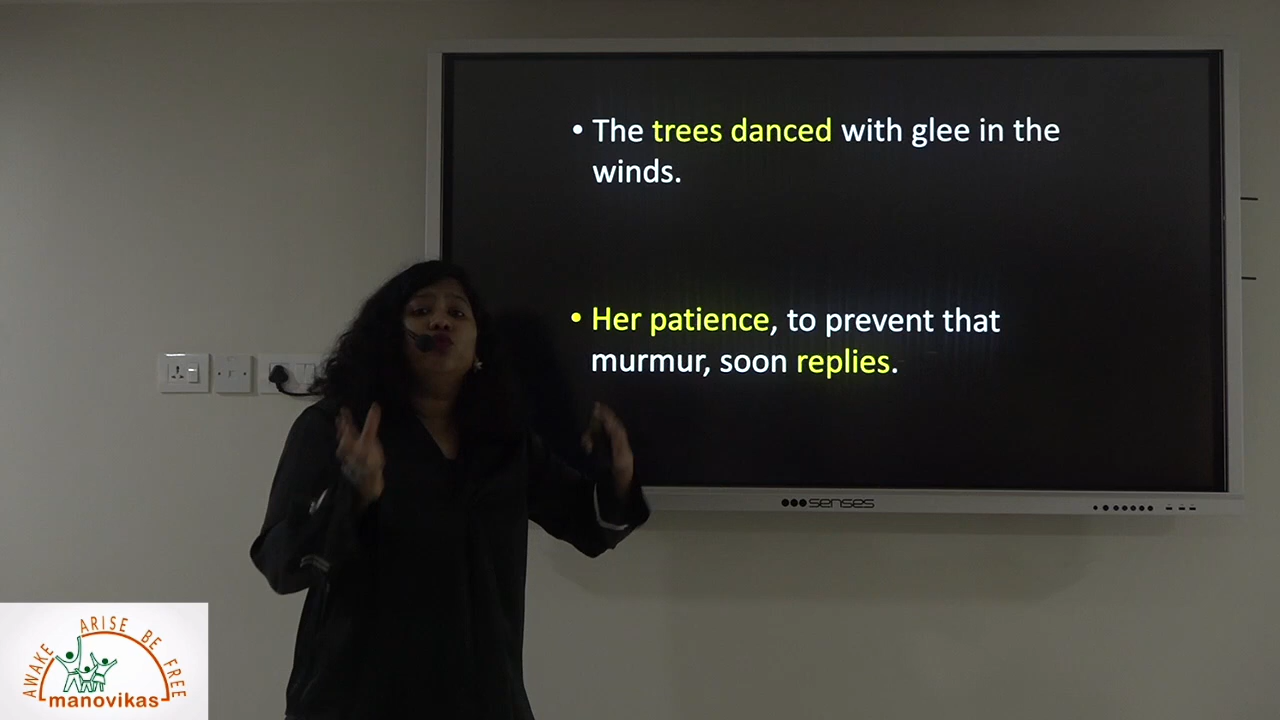 • The trees danced with glee in the
winds.
• Her patience, to prevent that
murmur, soon replies.
senses
AWAKE ARISE BE FREE
manovikas